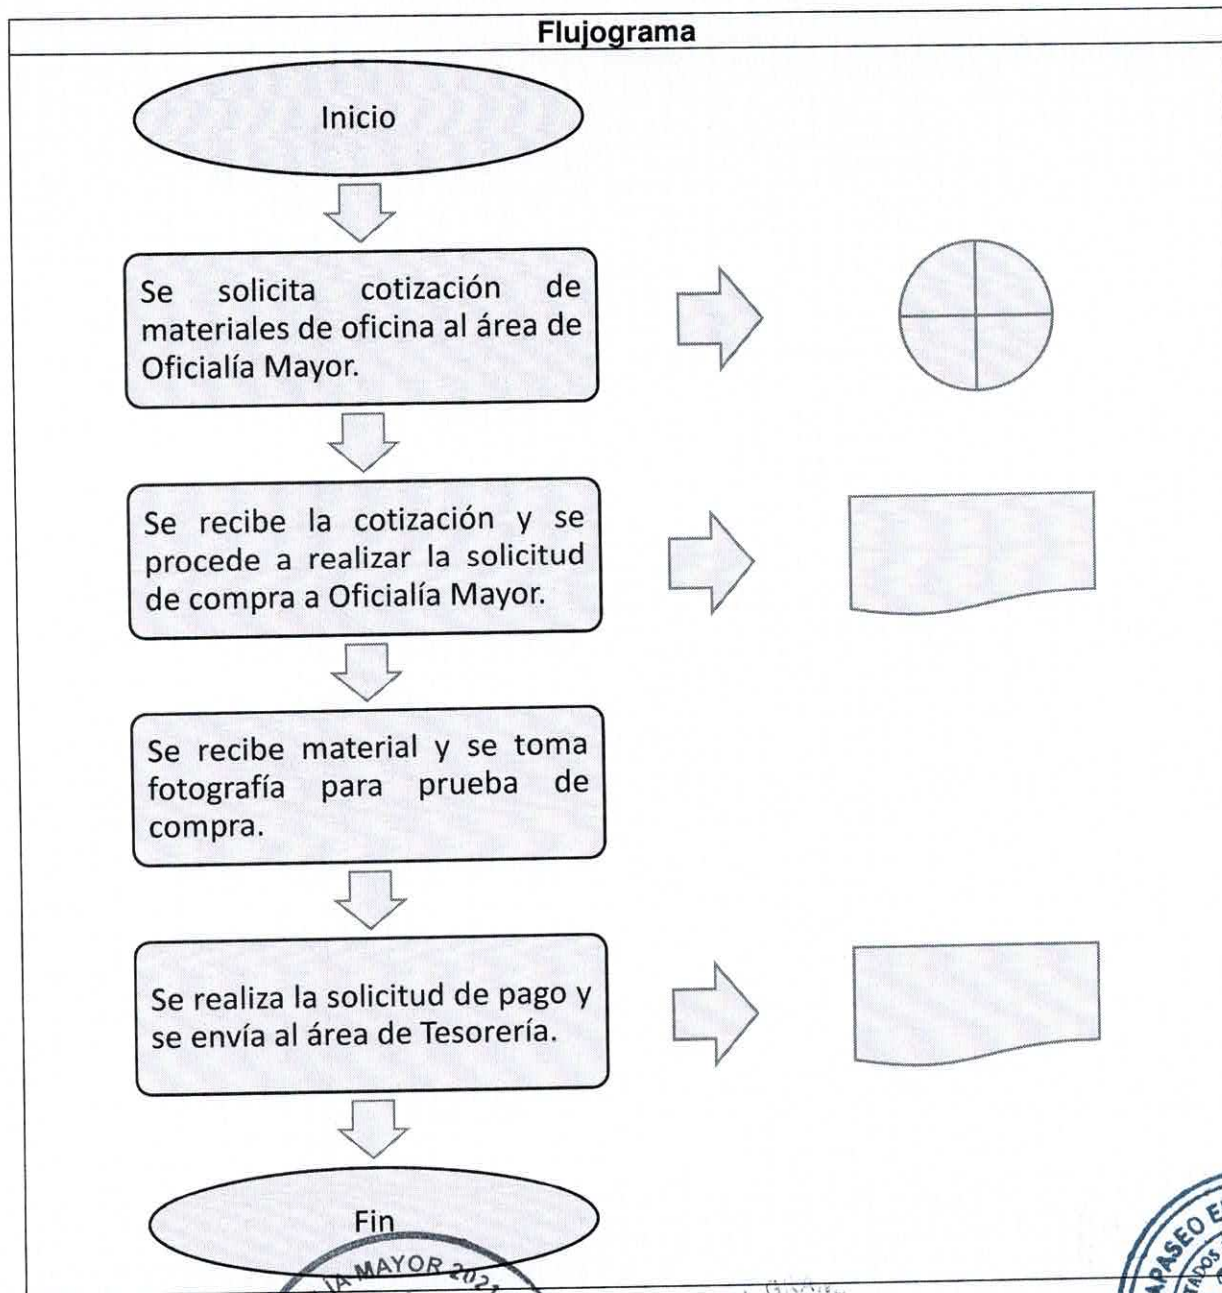 Flujograma
Inicio
Se solicita cotización de
materiales de oficina al área de
Oficialía Mayor.
Se recibe la cotización y se
procede a realizar la solicitud
de compra a Oficialía Mayor.
Se recibe material y se toma
fotografía para prueba de
compra.
Se realiza la solicitud de pago y
se envía al área de Tesorería.
Fin
MAYOR 2021
APASEO